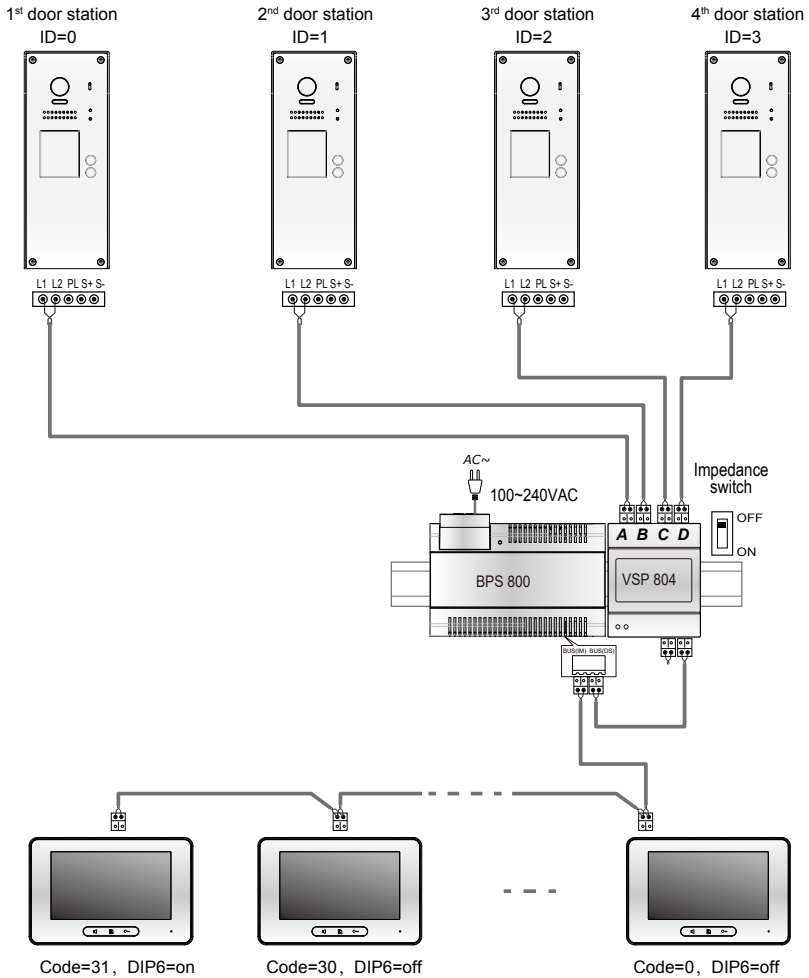 1st door station 2nd door station 3rd door station 4th door station
ID=0 ID=1 ID=2 ID=3
L1 L2 PL S+ S- L1 L2 PL S+ S- L1 L2 PL S+ S- L1 L2 PL S+ S-
AC~
100~240VAC
Impedance
switch
OFF
ON
A B C D
BPS 800 VSP 804
BUS(IM) BUS(DS)
Code=31, DIP6=on Code=30, DIP6=off Code=0, DIP6=off